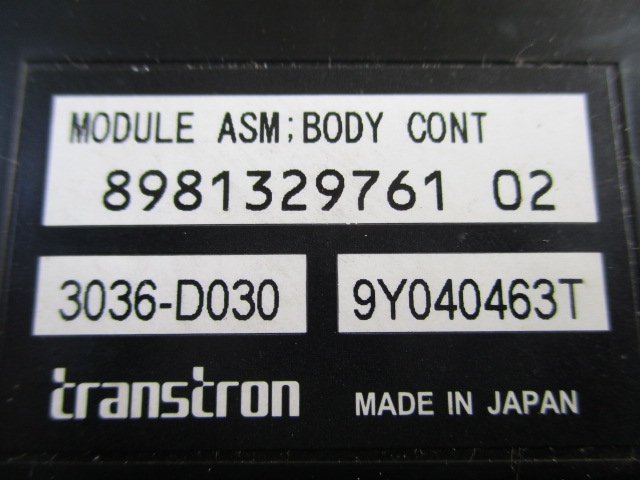 MODULE ASM;BODY CONT
8981329761 02
3036-D030 9Y040463T
transtron MADE IN JAPAN